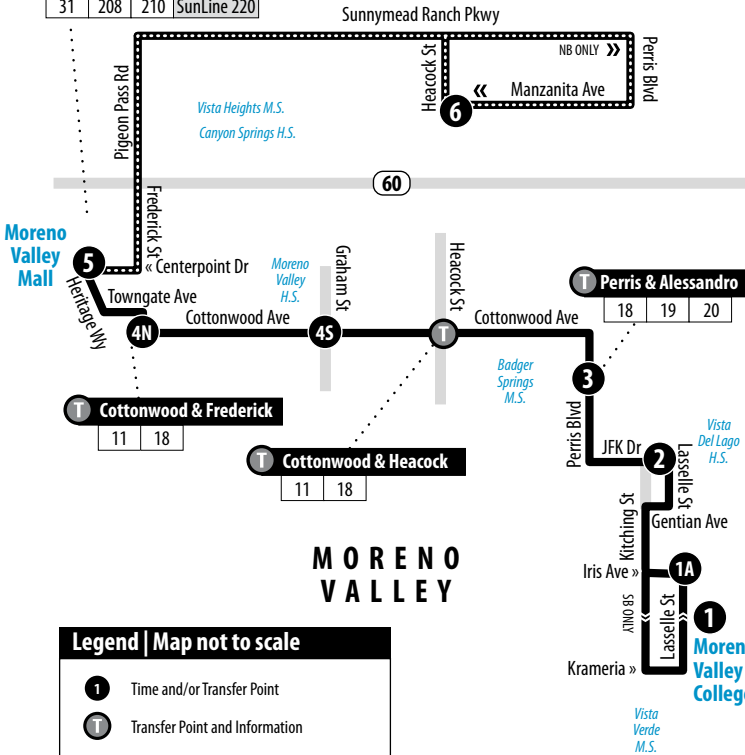 31 208 210 SunLine 220
Sunnymead Ranch Pkwy
NB ONLY »
Perris Blvd
Heacock St
« Manzanita Ave
6
Pigeon Pass Rd
Vista Heights M.S.
Canyon Springs H.S.
60
Frederick St
Moreno
Valley
Mall
5
« Centerpoint Dr
Heritage Wy
Towngate Ave
Moreno
Valley
H.S.
Graham St
Heacock St
T Perris & Alessandro
18 19 20
4N
Cottonwood Ave
4S
T
Cottonwood Ave
Badger
Springs
M.S.
3
T Cottonwood & Frederick
11 18
T Cottonwood & Heacock
11 18
Perris Blvd
JFK Dr
2
Lasselle St
Vista
Del Lago
H.S.
Kitching St
Gentian Ave
MORENO
VALLEY
Iris Ave »
1A
SB ONLY
Lasselle St
1
Valley
Krameria »
Vista
Verde
M.S.
Legend | Map not to scale
1 Time and/or Transfer Point
T Transfer Point and Information